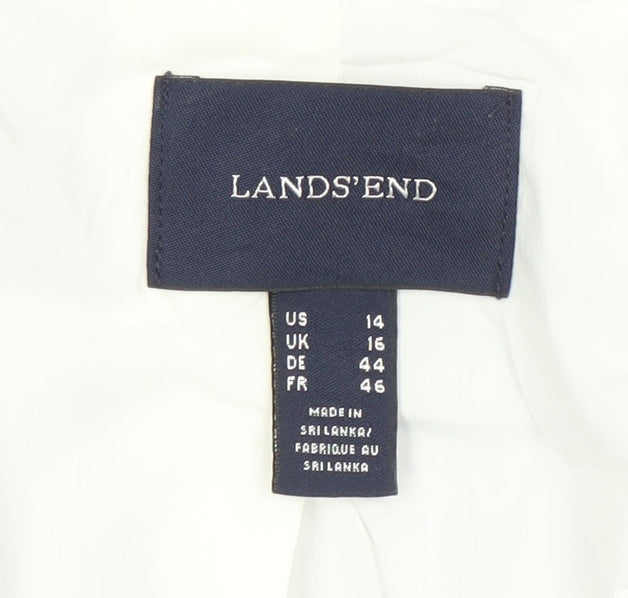 LANDS'END
US 14
UK 16
DE 44
FR 46
MADE IN
SRI LANKA/
FABRIQUE AU
SRI LANKA